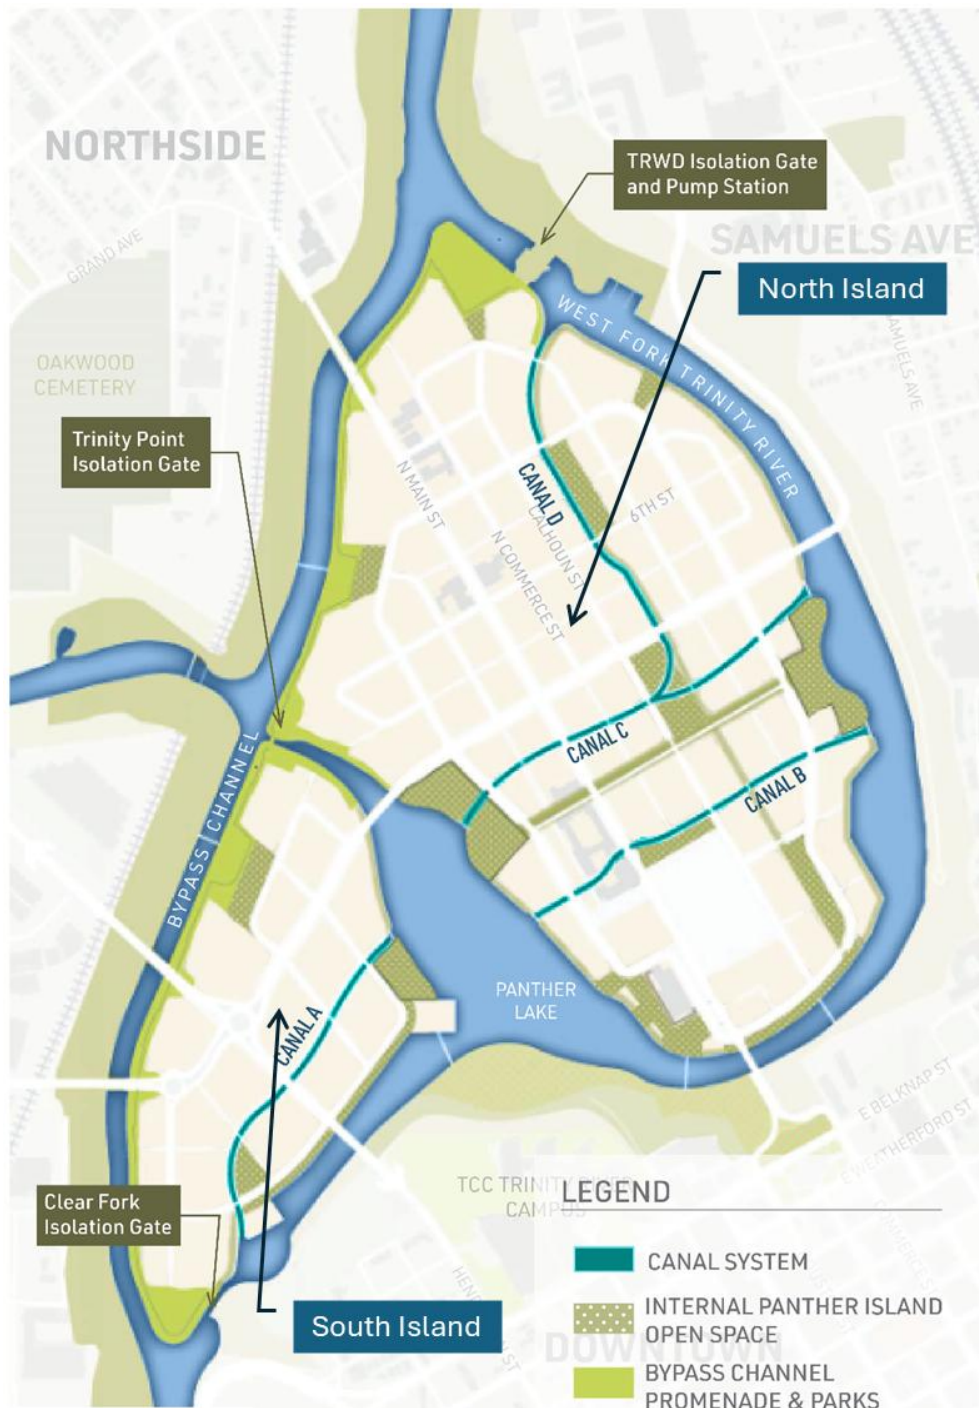 NORTHSIDE
TRWD Isolation Gate
and Pump Station
SAMUELS AVE
North Island
GRAND AVE
WEST FORK TRINITY RIVER
SAMUELS AVE
OAKWOOD
CEMETERY
Trinity Point
Isolation Gate
N MAIN ST
CANAL D
CALHOUN ST
6TH ST
N COMMERCE ST
BYPASS CHANNEL
CANAL C
CANAL B
PANTHER
LAKE
CANAL A
E BELKNAP ST
E WEATHERFORD ST
Clear Fork
Isolation Gate
TCC TRINITY RIVER
CAMPUS
COMMERCE ST
South Island
LEGEND
CANAL SYSTEM
INTERNAL PANTHER ISLAND
OPEN SPACE
DOWNTOWN
BYPASS CHANNEL
PROMENADE & PARKS